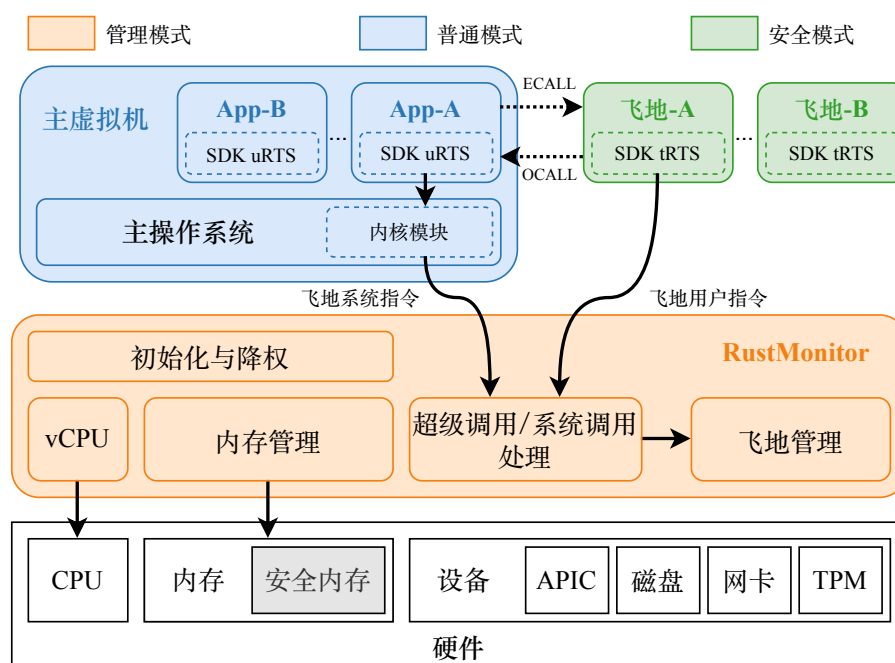 管理模式
普通模式
安全模式
主虚拟机
App-B
SDK uRTS
...
App-A
SDK uRTS
ECALL
OCALL
飞地-A
SDK tRTS
...
飞地-B
SDK tRTS
主操作系统
内核模块
飞地系统指令
飞地用户指令
RustMonitor
初始化与降权
vCPU
内存管理
超级调用/系统调用
处理
飞地管理
CPU
内存
安全内存
设备
APIC
磁盘
网卡
TPM
硬件